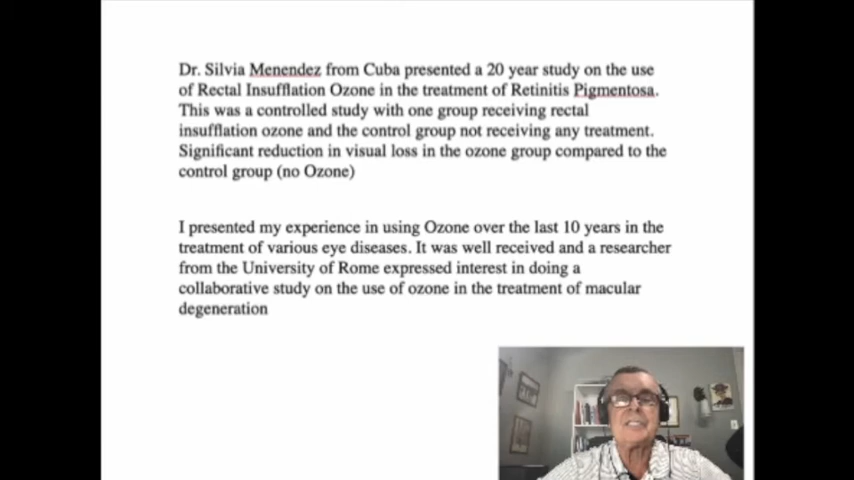 Dr. Silvia Menendez from Cuba presented a 20 year study on the use
of Rectal Insufflation Ozone in the treatment of Retinitis Pigmentosa.
This was a controlled study with one group receiving rectal
insufflation ozone and the control group not receiving any treatment.
Significant reduction in visual loss in the ozone group compared to the
control group (no Ozone)
I presented my experience in using Ozone over the last 10 years in the
treatment of various eye diseases. It was well received and a researcher
from the University of Rome expressed interest in doing a
collaborative study on the use of ozone in the treatment of macular
degeneration